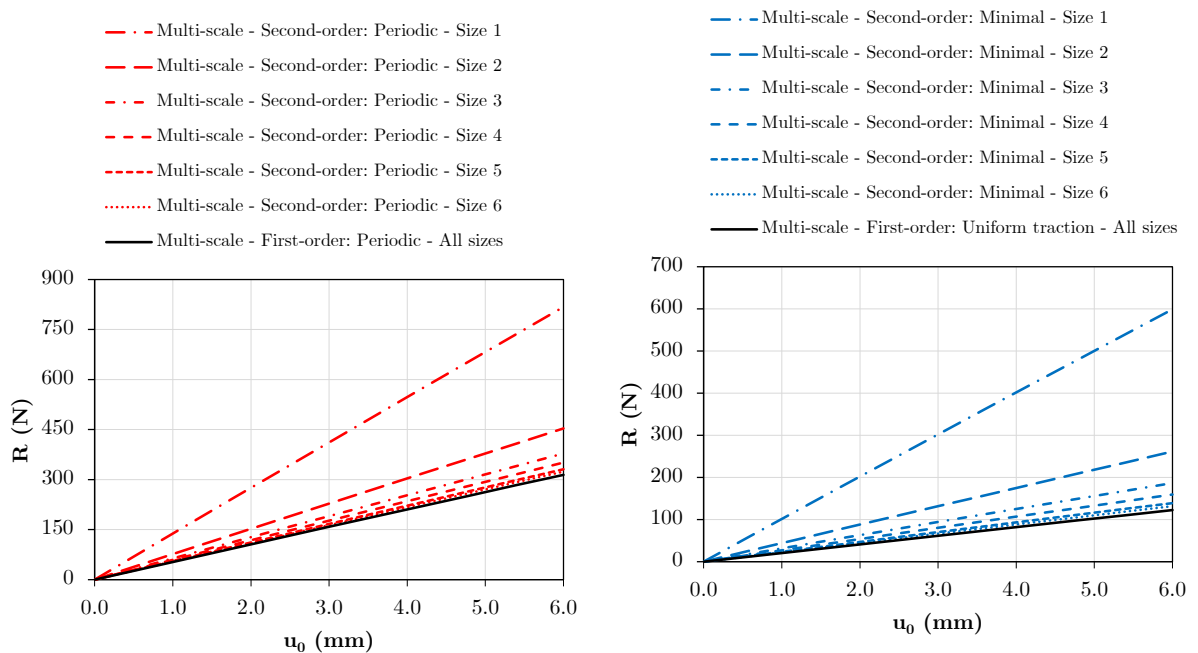 Multi-scale - Second-order: Periodic - Size 1
Multi-scale - Second-order: Periodic - Size 2
Multi-scale - Second-order: Periodic - Size 3
Multi-scale - Second-order: Periodic - Size 4
Multi-scale - Second-order: Periodic - Size 5
Multi-scale - Second-order: Periodic - Size 6
Multi-scale - First-order: Periodic - All sizes
900
750
600
450
300
150
0
R (N)
0.0 1.0 2.0 3.0 4.0 5.0 6.0
u₀ (mm)
Multi-scale - Second-order: Minimal - Size 1
Multi-scale - Second-order: Minimal - Size 2
Multi-scale - Second-order: Minimal - Size 3
Multi-scale - Second-order: Minimal - Size 4
Multi-scale - Second-order: Minimal - Size 5
Multi-scale - Second-order: Minimal - Size 6
Multi-scale - First-order: Uniform traction - All sizes
700
600
500
400
300
200
100
0
R (N)
0.0 1.0 2.0 3.0 4.0 5.0 6.0
u₀ (mm)